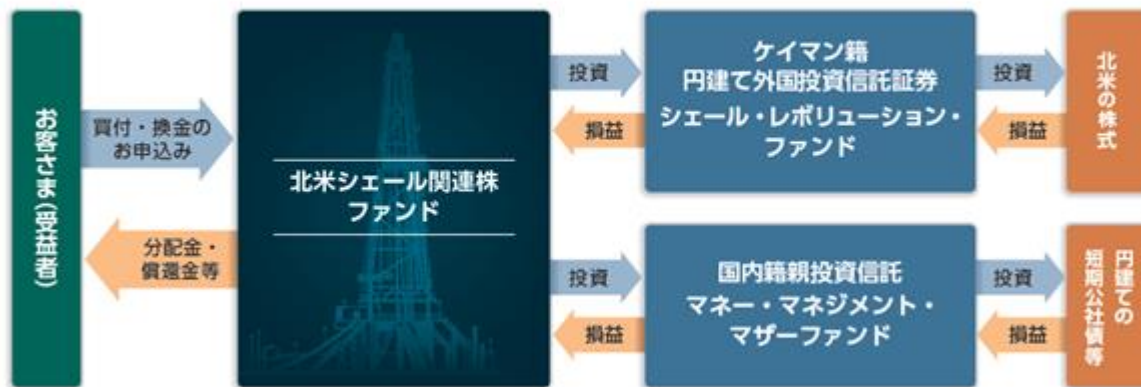 お客さま(受益者)
買付・換金の
お申込み
分配金・
償還金等
北米シェール関連株
ファンド
投資
損益
ケイマン籍
円建て外国投資信託証券
シェール・レボリューション・
ファンド
投資
損益
北米の株式
投資
損益
国内籍親投資信託
マネー・マネジメント・
マザーファンド
投資
損益
円建ての
短期公社債等